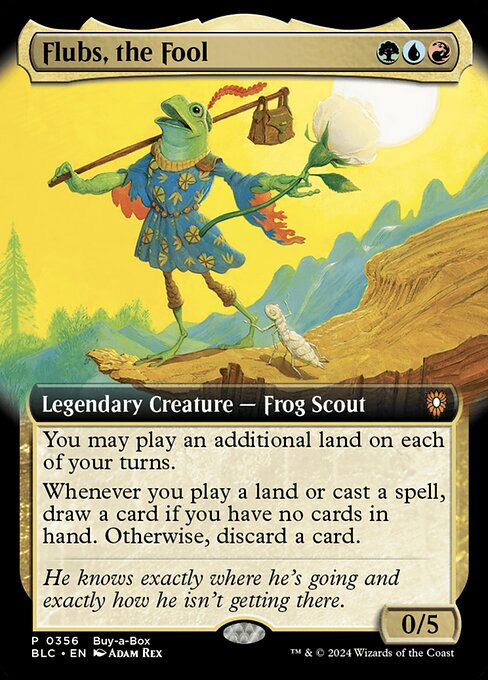 Flubs, the Fool
Legendary Creature — Frog Scout
You may play an additional land on each
of your turns.
Whenever you play a land or cast a spell,
draw a card if you have no cards in
hand. Otherwise, discard a card.
He knows exactly where he's going and
exactly how he isn't getting there.
0/5
P 0356 Buy-a-Box
BLC • EN ADAM REX
™ & © 2024 Wizards of the Coast